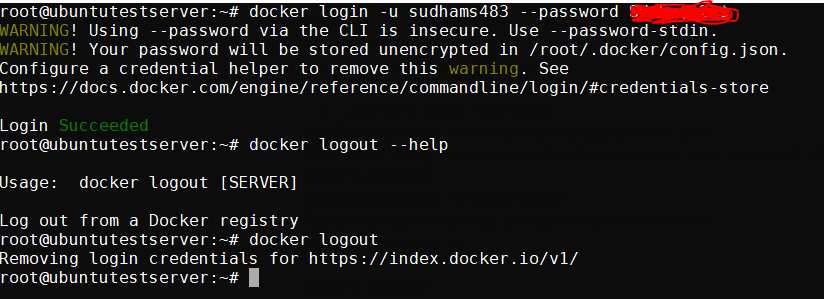 root@ubuntutestserver:~# docker login -u sudhams483 --password
WARNING! Using --password via the CLI is insecure. Use --password-stdin.
WARNING! Your password will be stored unencrypted in /root/.docker/config.json.
Configure a credential helper to remove this warning. See
https://docs.docker.com/engine/reference/commandline/login/#credentials-store
Login Succeeded
root@ubuntutestserver:~# docker logout --help
Usage:  docker logout [SERVER]
Log out from a Docker registry
root@ubuntutestserver:~# docker logout
Removing login credentials for https://index.docker.io/v1/
root@ubuntutestserver:~#